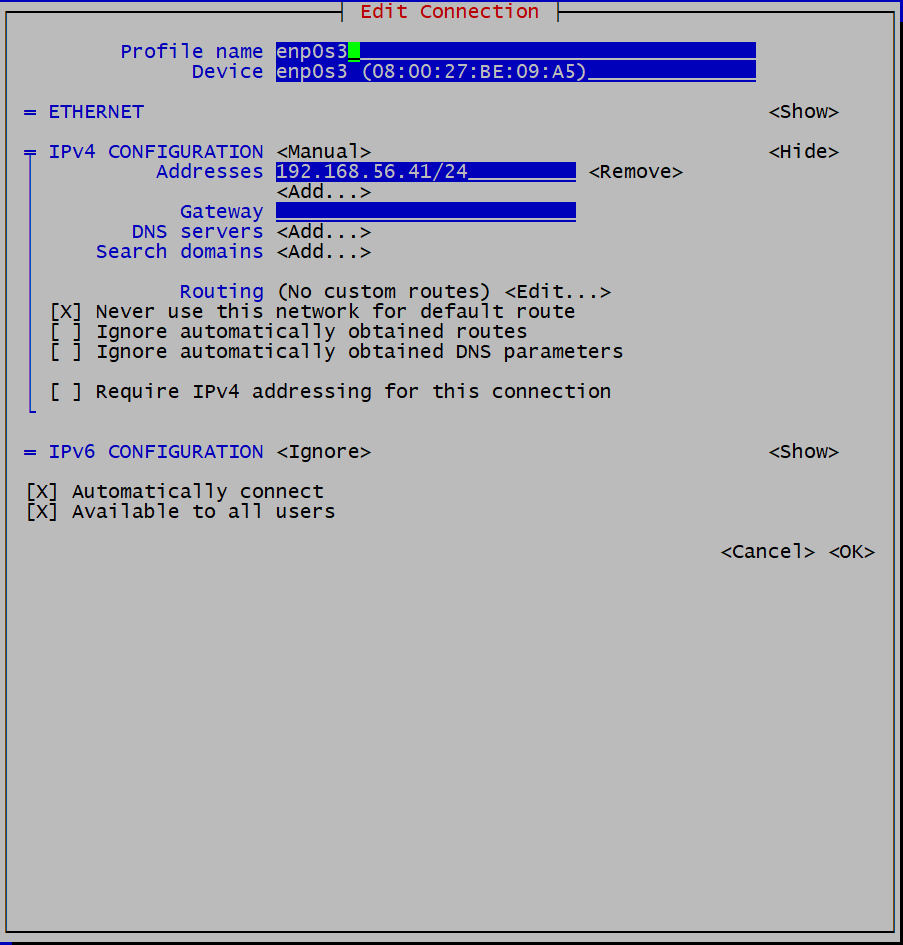 Edit Connection
Profile name enp0s3
Device enp0s3 (08:00:27:BE:09:A5)
= ETHERNET <Show>
= IPv4 CONFIGURATION <Manual> <Hide>
Addresses 192.168.56.41/24 <Remove>
<Add...>
Gateway
DNS servers <Add...>
Search domains <Add...>
Routing (No custom routes) <Edit...>
[X] Never use this network for default route
[ ] Ignore automatically obtained routes
[ ] Ignore automatically obtained DNS parameters
[ ] Require IPv4 addressing for this connection
= IPv6 CONFIGURATION <Ignore> <Show>
[X] Automatically connect
[X] Available to all users
<Cancel> <OK>